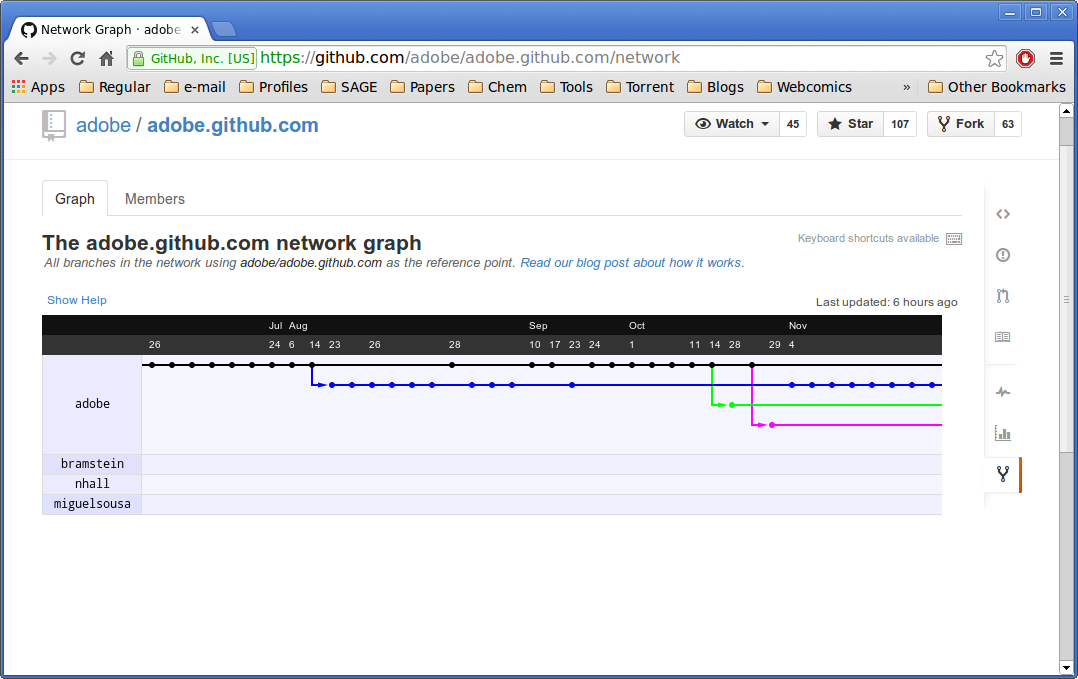 Network Graph · adobe
GitHub, Inc. [US] https://github.com/adobe/adobe.github.com/network
Apps Regular e-mail Profiles SAGE Papers Chem Tools Torrent Blogs Webcomics » Other Bookmarks
adobe / adobe.github.com Watch 45 Star 107 Fork 63
Graph Members
The adobe.github.com network graph Keyboard shortcuts available
All branches in the network using adobe/adobe.github.com as the reference point. Read our blog post about how it works.
Show Help Last updated: 6 hours ago
Jul Aug Sep Oct Nov
26 24 6 14 23 26 28 10 17 23 24 1 11 14 28 29 4
adobe
bramstein
nhall
miguelsousa